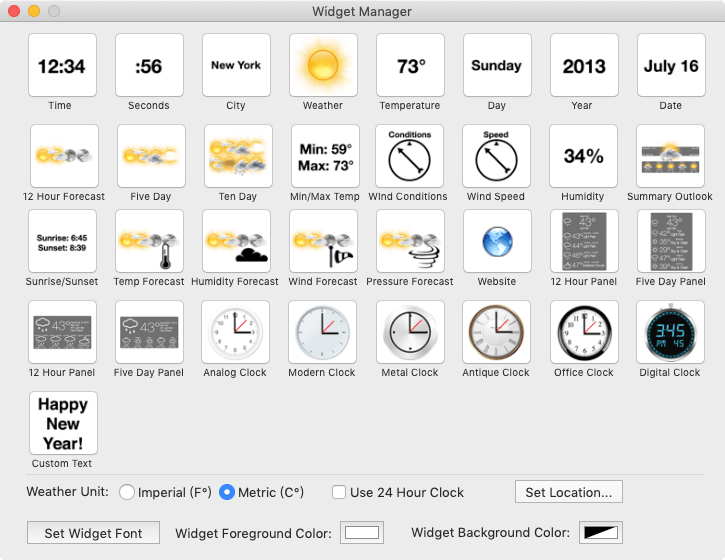 Widget Manager
12:34
:56
New York
73°
Sunday
2013
July 16
Time
Seconds
City
Weather
Temperature
Day
Year
Date
Min: 59°
Max: 73°
Conditions
Speed
34%
12 Hour Forecast
Five Day
Ten Day
Min/Max Temp
WInd Conditions
Wind Speed
Humidity
Summary Outlook
Sunrise: 6:45
Sunset: 8:39
43°
Sunrise/Sunset
Temp Forecast
Humidity Forecast
Wind Forecast
Pressure Forecast
Website
12 Hour Panel
Five Day Panel
43°
43°
3:45
PM 45
12 Hour Panel
Five Day Panel
Analog Clock
Modern Clock
Metal Clock
Antique Clock
Office Clock
Digital Clock
Happy
New
Year!
Custom Text
Weather Unit:
Imperial (F°)
Metric (C°)
Use 24 Hour Clock
Set Location...
Set Widget Font
Widget Foreground Color:
Widget Background Color: